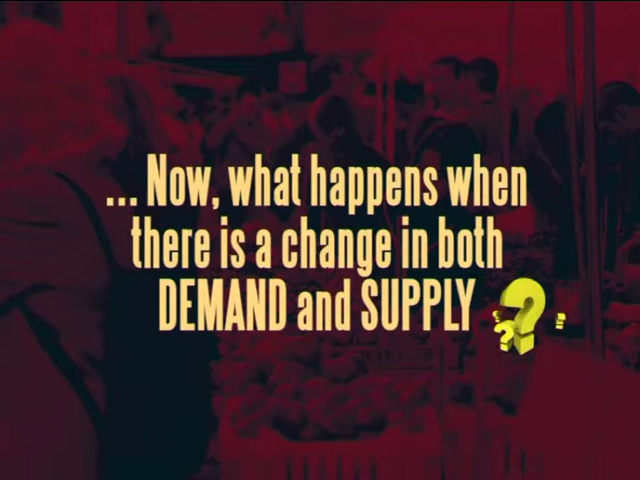 ... Now, what happens when
there is a change in both
DEMAND and SUPPLY ?